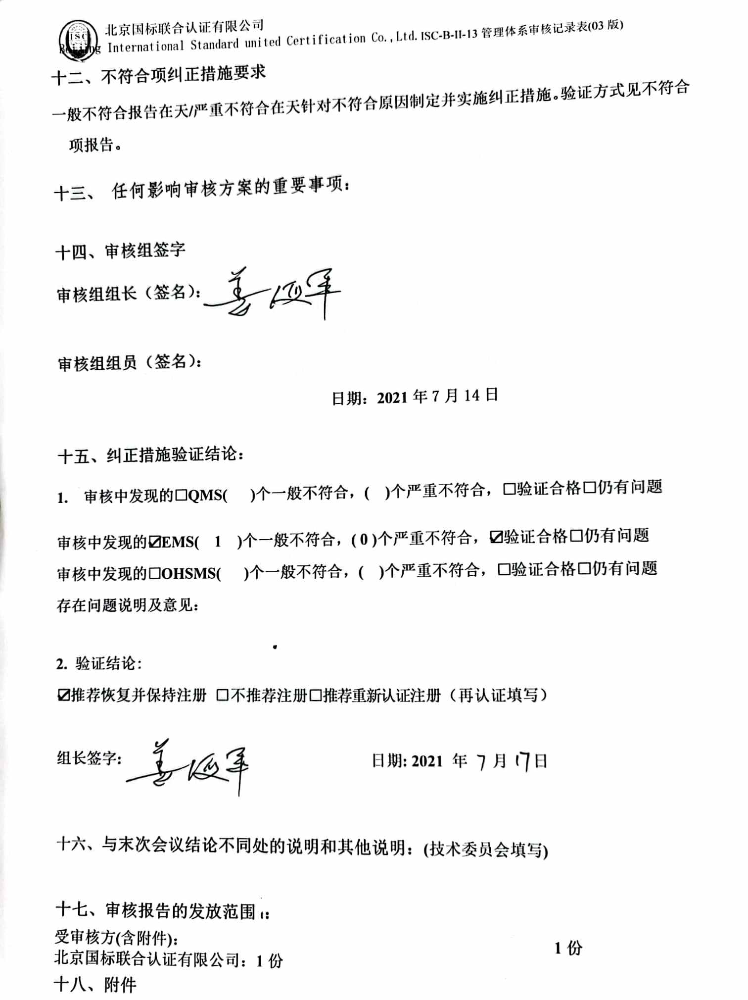 北京国标联合认证有限公司
Beijing International Standard united Certification Co.,Ltd. ISC-B-II-13 管理体系审核记录表(03 版)
ISC
十二、不符合项纠正措施要求
一般不符合报告在天/严重不符合在天针对不符合原因制定并实施纠正措施。验证方式见不符合
项报告。
十三、 任何影响审核方案的重要事项：
十四、审核组签字
审核组组长（签名）： 姜海军
审核组组员（签名）：
日期：2021 年 7 月 14 日
十五、纠正措施验证结论：
1. 审核中发现的□QMS( )个一般不符合，( )个严重不符合，□验证合格□仍有问题
审核中发现的☑EMS( 1 )个一般不符合，( 0 )个严重不符合，☑验证合格□仍有问题
审核中发现的□OHSMS( )个一般不符合，( )个严重不符合，□验证合格□仍有问题
存在问题说明及意见：
2. 验证结论：
☑推荐恢复并保持注册 □不推荐注册□推荐重新认证注册（再认证填写）
组长签字: 姜海军 日期: 2021 年 7 月 17日
十六、与末次会议结论不同处的说明和其他说明：(技术委员会填写)
十七、审核报告的发放范围：
受审核方(含附件)： 1 份
北京国标联合认证有限公司：1 份
十八、附件